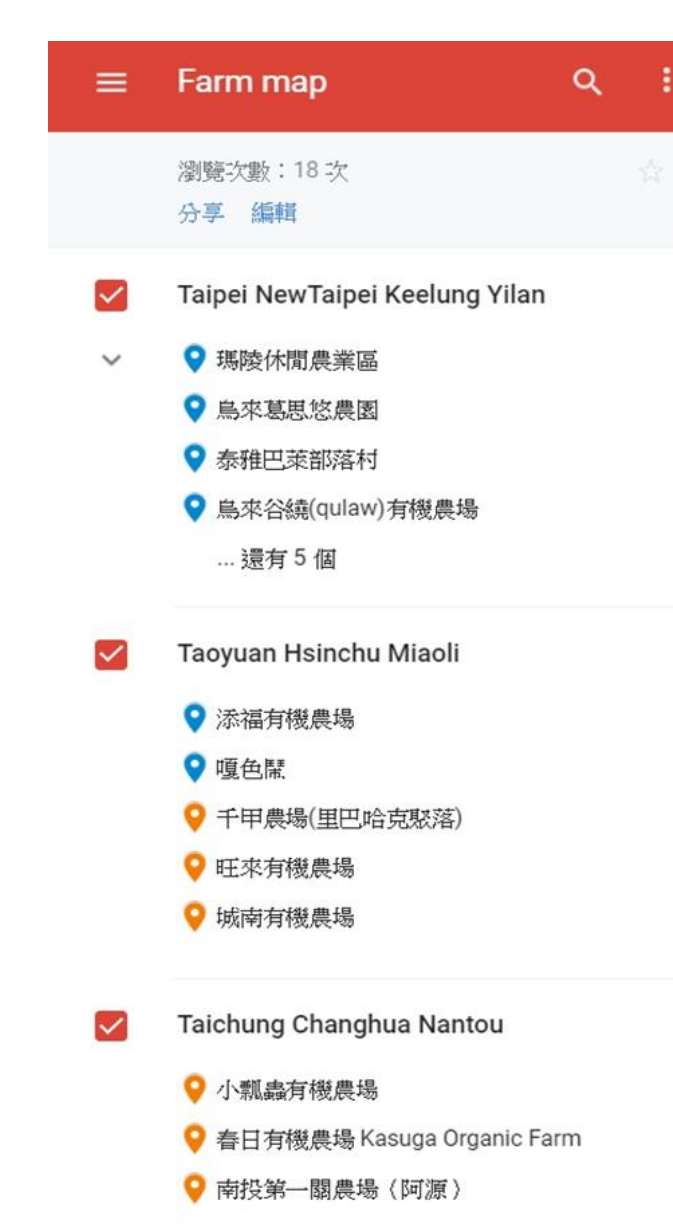 Farm map
瀏覽次數：18 次
分享 編輯
Taipei NewTaipei Keelung Yilan
瑪陵休閒農業區
烏來葛思悠農園
泰雅巴萊部落村
烏來谷繞(qulaw)有機農場
... 還有 5 個
Taoyuan Hsinchu Miaoli
添福有機農場
嘎色鬧
千甲農場(里巴哈克聚落)
旺來有機農場
城南有機農場
Taichung Changhua Nantou
小瓢蟲有機農場
春日有機農場 Kasuga Organic Farm
南投第一關農場（阿源）